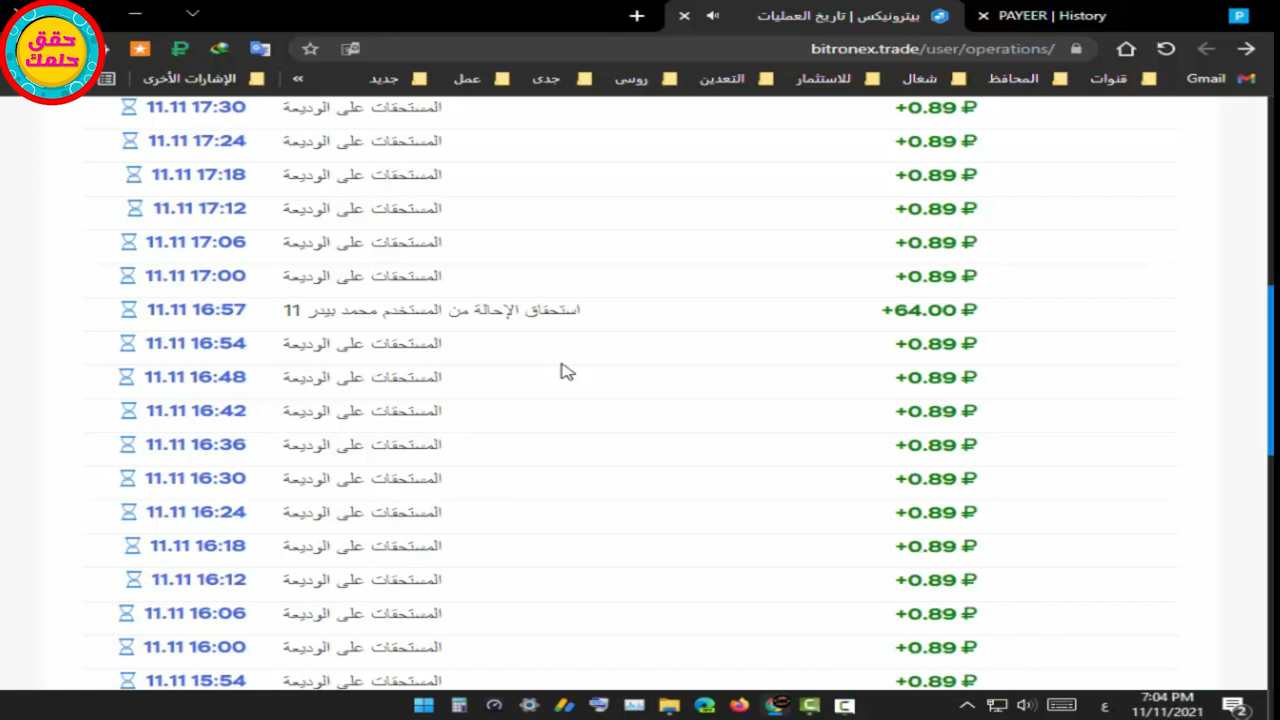 حقق
حلمك
بيترونيكس | تاريخ العمليات
PAYEER | History
bitronex.trade/user/operations/
Gmail
قنوات
المحافظ
شغال
للاستثمار
التعدين
روسى
جدى
عمل
جديد
»
الإشارات الأخرى
11.11 17:30 المستحقات على الوديعة +0.89 ₽
11.11 17:24 المستحقات على الوديعة +0.89 ₽
11.11 17:18 المستحقات على الوديعة +0.89 ₽
11.11 17:12 المستحقات على الوديعة +0.89 ₽
11.11 17:06 المستحقات على الوديعة +0.89 ₽
11.11 17:00 المستحقات على الوديعة +0.89 ₽
11.11 16:57 استحقاق الإحالة من المستخدم محمد بيدر 11 +64.00 ₽
11.11 16:54 المستحقات على الوديعة +0.89 ₽
11.11 16:48 المستحقات على الوديعة +0.89 ₽
11.11 16:42 المستحقات على الوديعة +0.89 ₽
11.11 16:36 المستحقات على الوديعة +0.89 ₽
11.11 16:30 المستحقات على الوديعة +0.89 ₽
11.11 16:24 المستحقات على الوديعة +0.89 ₽
11.11 16:18 المستحقات على الوديعة +0.89 ₽
11.11 16:12 المستحقات على الوديعة +0.89 ₽
11.11 16:06 المستحقات على الوديعة +0.89 ₽
11.11 16:00 المستحقات على الوديعة +0.89 ₽
11.11 15:54 المستحقات على الوديعة +0.89 ₽
ع
7:04 PM
11/11/2021
2